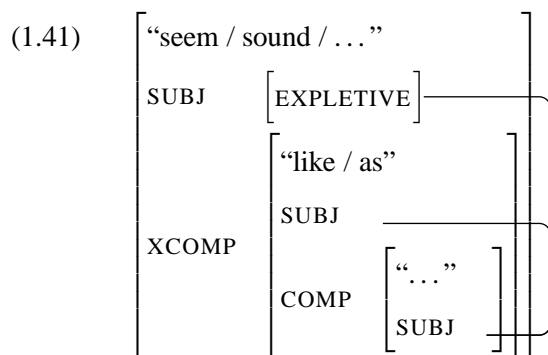 (1.41) “seem / sound / . . . ”
SUBJ [EXPLETIVE]
“like / as”
SUBJ
XCOMP
“. . . ”
COMP
SUBJ